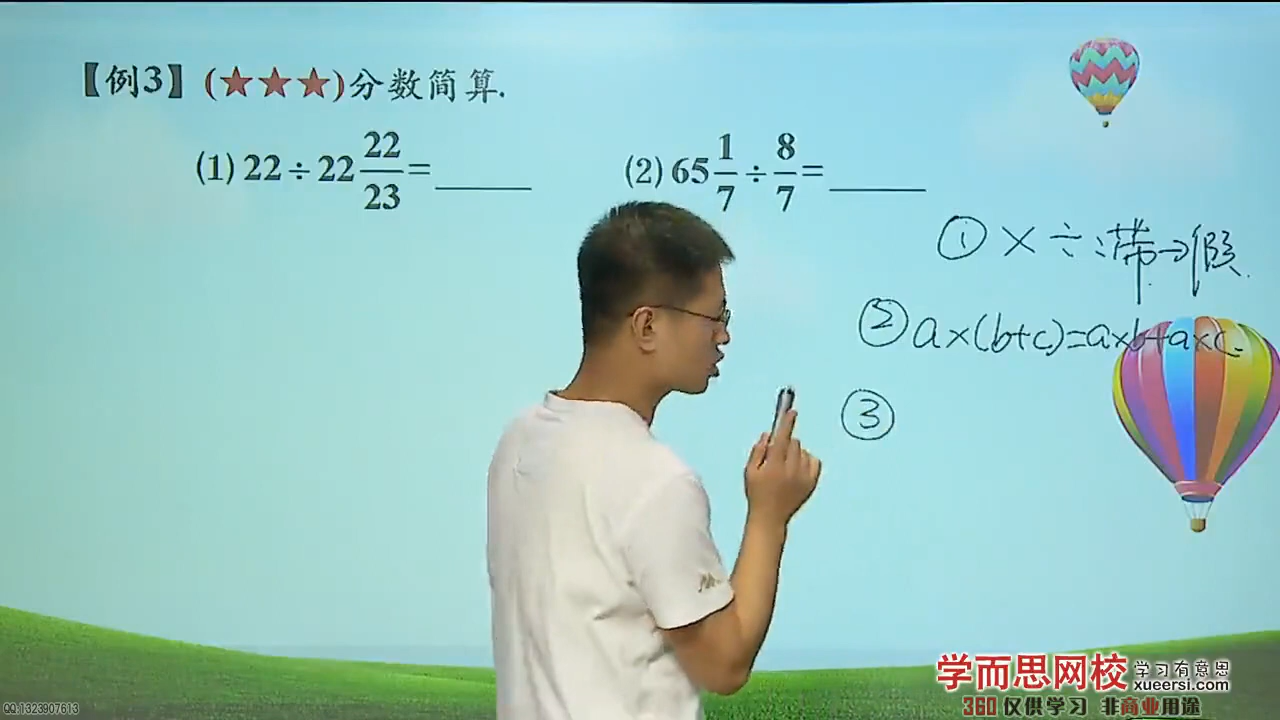 【例3】(★★★)分数简算.
(1) 22÷22 22/23=____
(2) 65 1/7÷8/7=____
① × ÷ : 带→假.
② a×(b+c)=a×b+a×c.
③
学而思网校 学习有意思
xueersi.com
360 仅供学习 非商业用途
QQ:1323907613